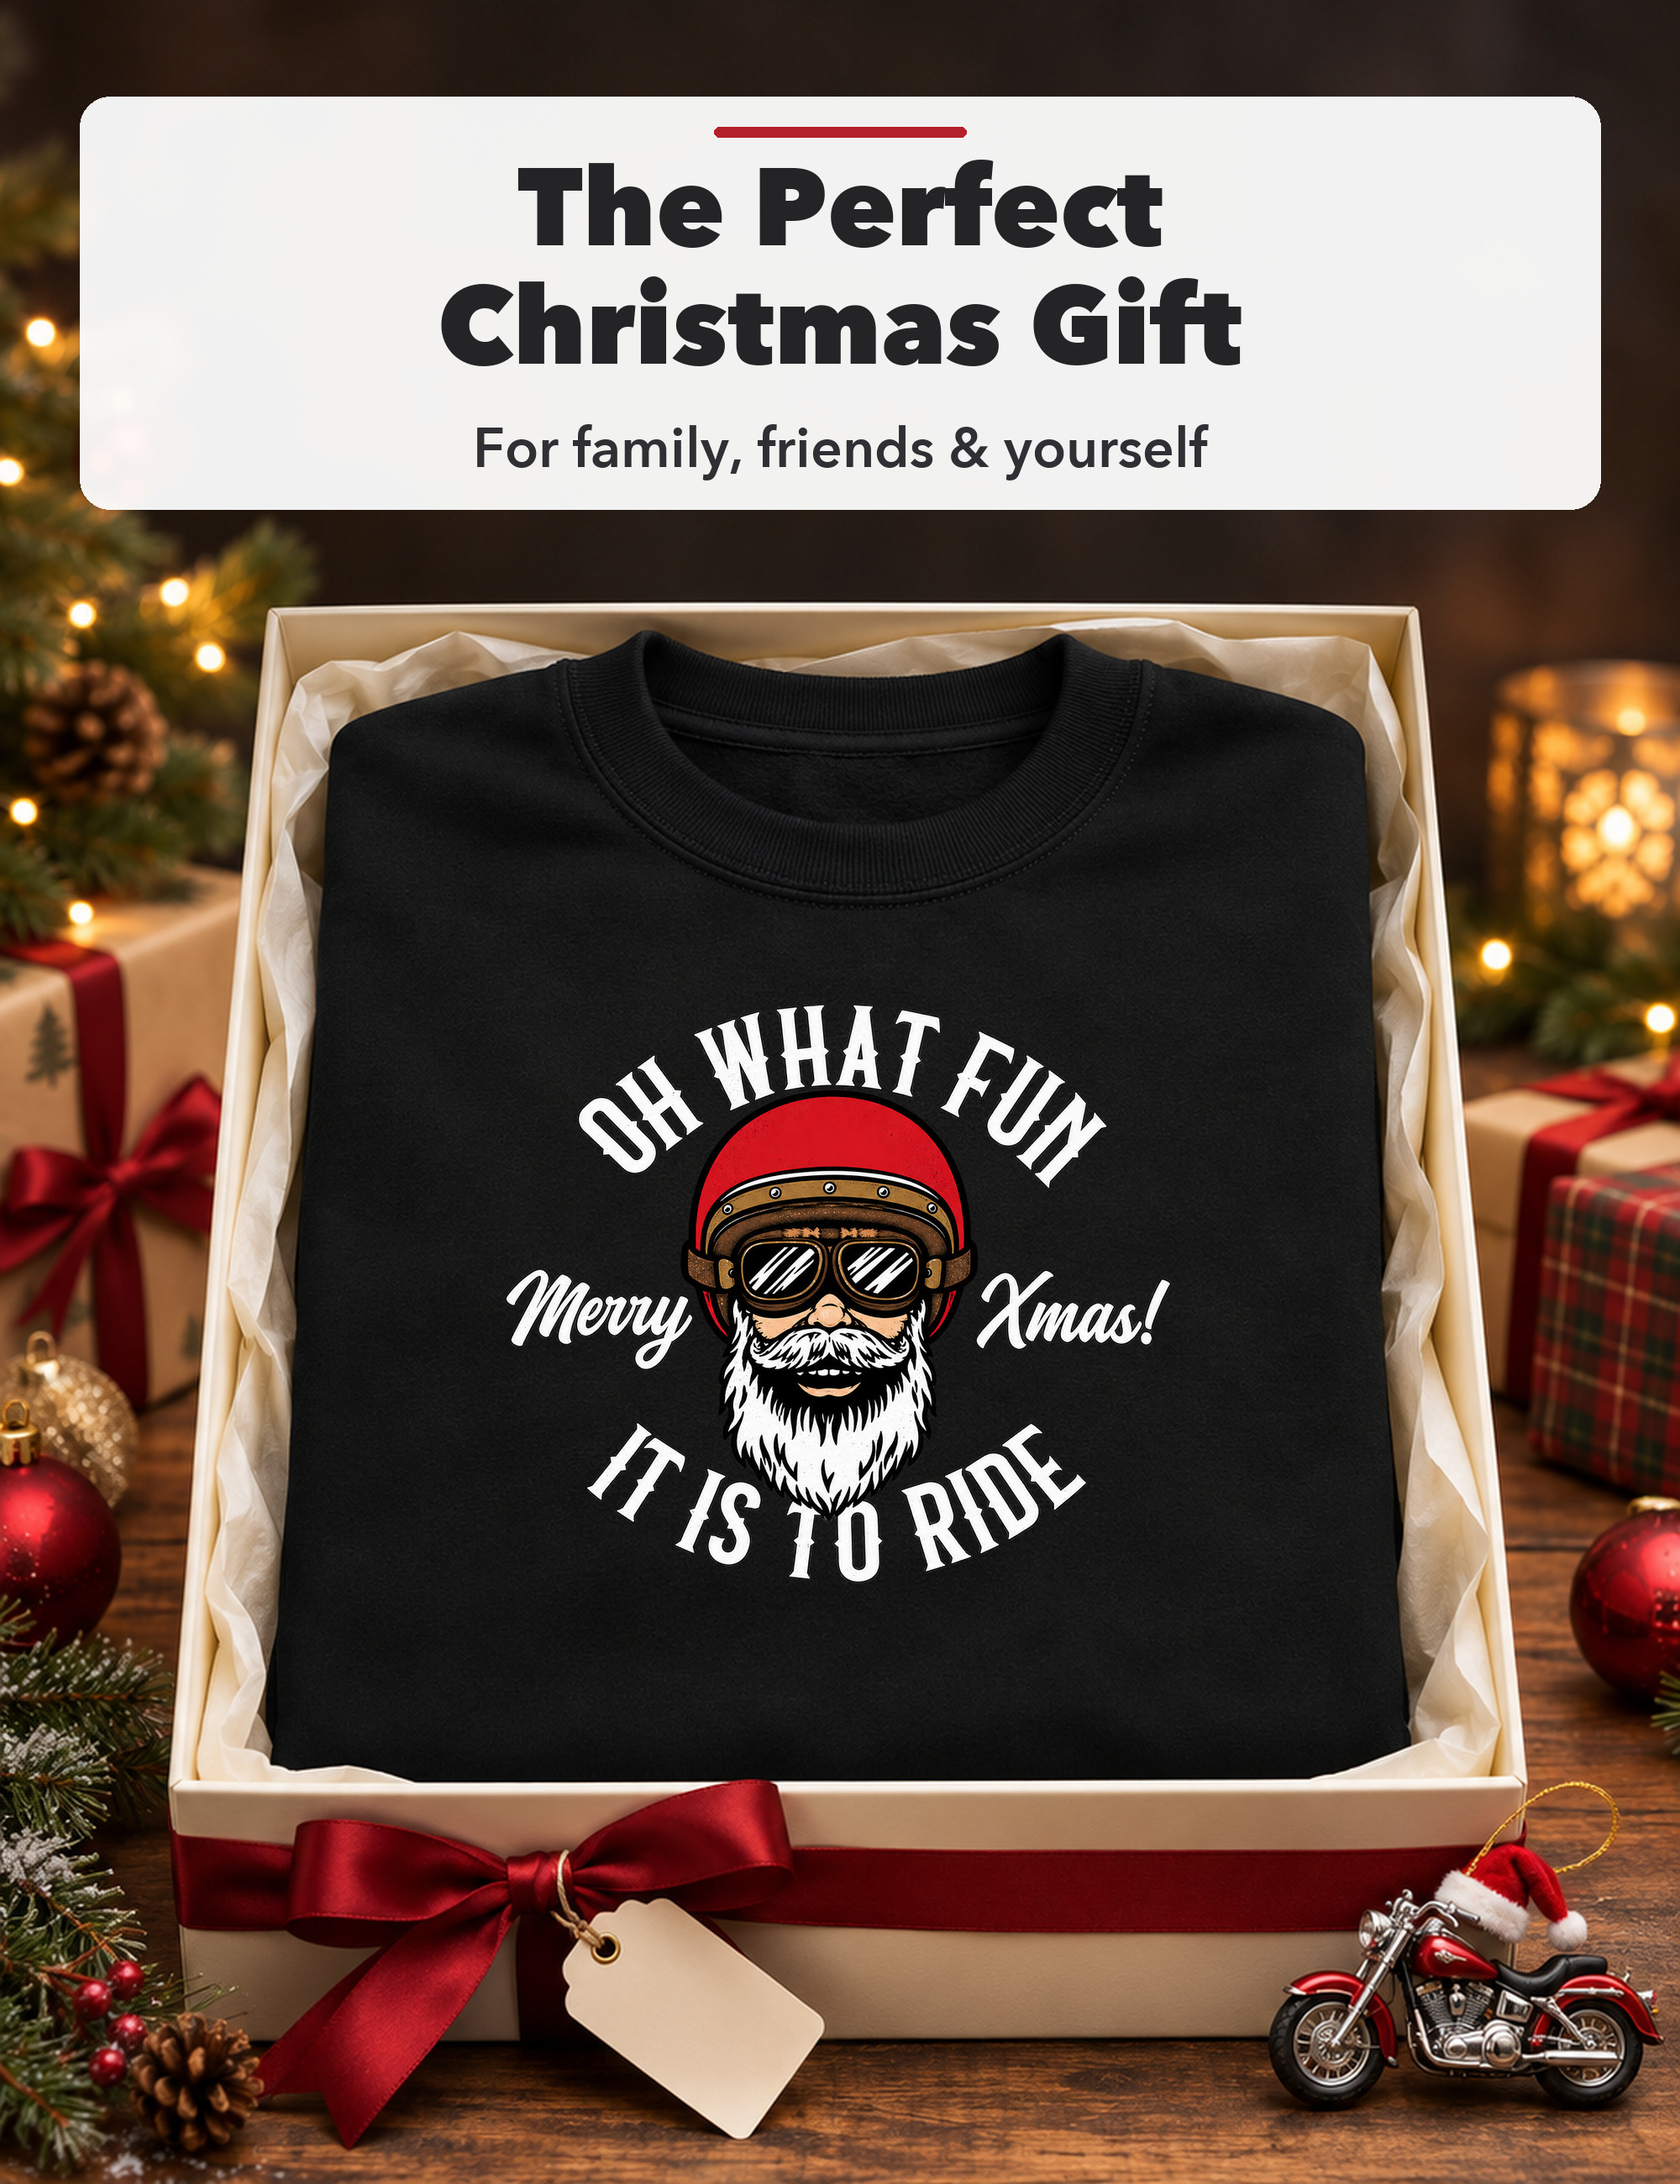 The Perfect
Christmas Gift
For family, friends & yourself
OH WHAT FUN
Merry Xmas!
IT IS TO RIDE